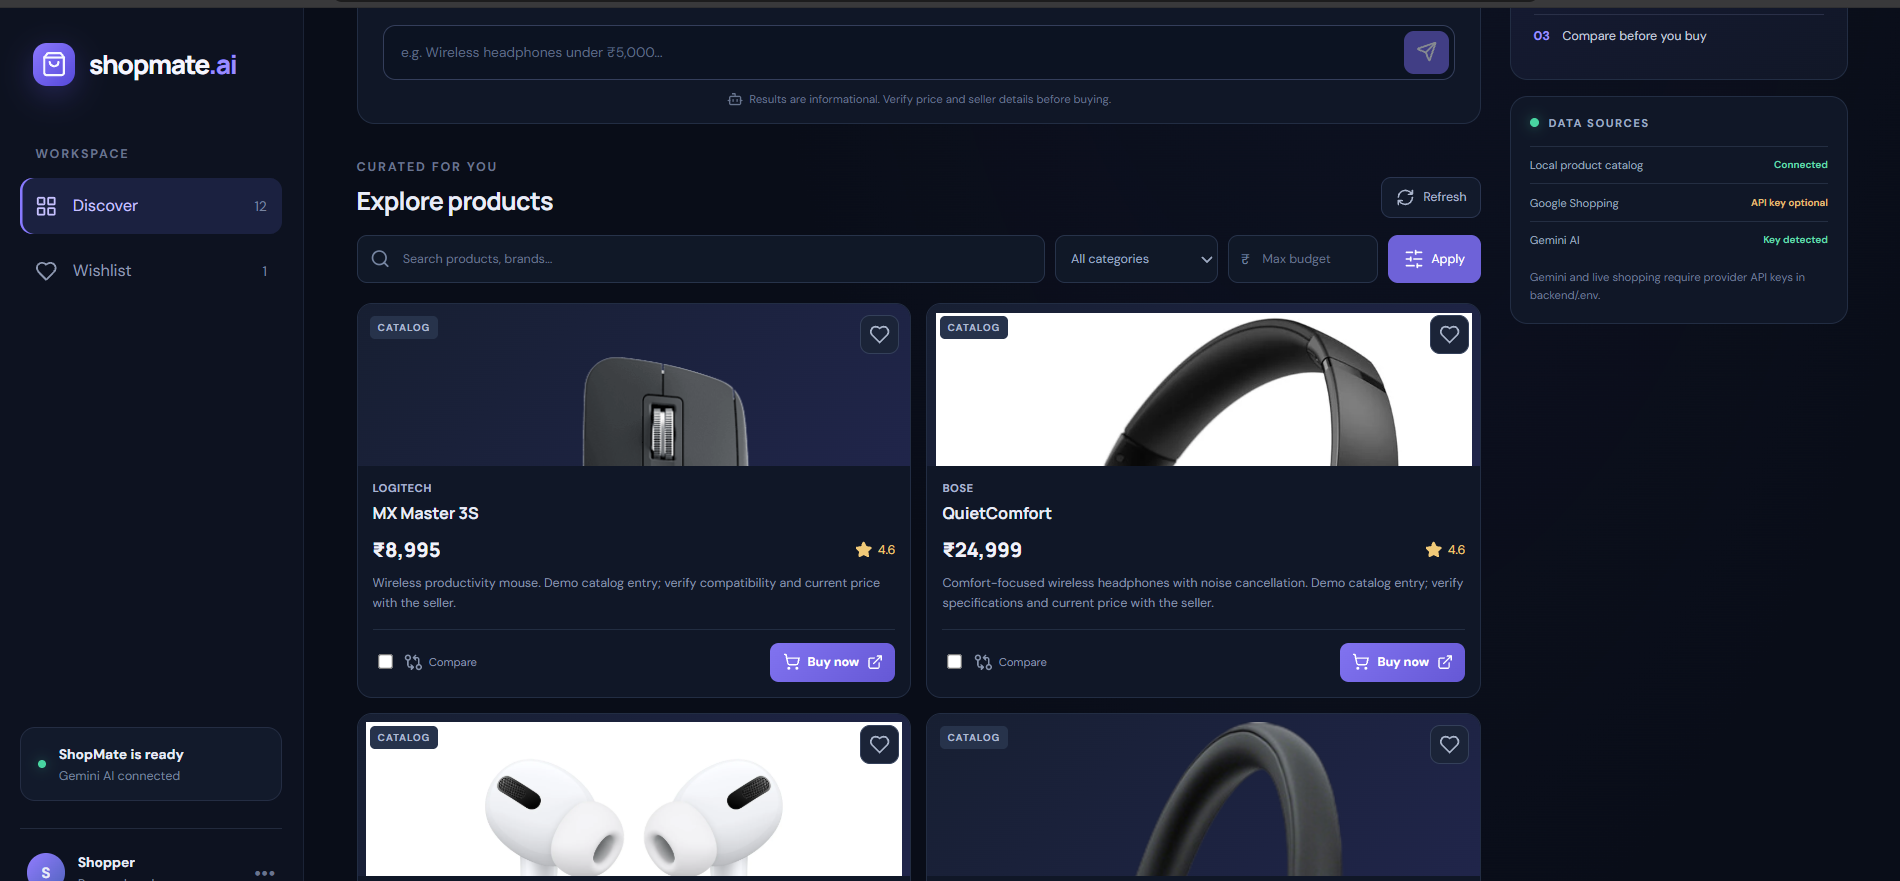 shopmate.ai
WORKSPACE
Discover 12
Wishlist 1
ShopMate is ready
Gemini AI connected
S
Shopper
e.g. Wireless headphones under ₹5,000...
Results are informational. Verify price and seller details before buying.
CURATED FOR YOU
Explore products
Refresh
Search products, brands...
All categories
₹ Max budget
Apply
CATALOG
LOGITECH
MX Master 3S
₹8,995
4.6
Wireless productivity mouse. Demo catalog entry; verify compatibility and current price
with the seller.
Compare
Buy now
CATALOG
BOSE
QuietComfort
₹24,999
4.6
Comfort-focused wireless headphones with noise cancellation. Demo catalog entry; verify
specifications and current price with the seller.
Compare
Buy now
CATALOG
CATALOG
03 Compare before you buy
DATA SOURCES
Local product catalog Connected
Google Shopping API key optional
Gemini AI Key detected
Gemini and live shopping require provider API keys in
backend/.env.